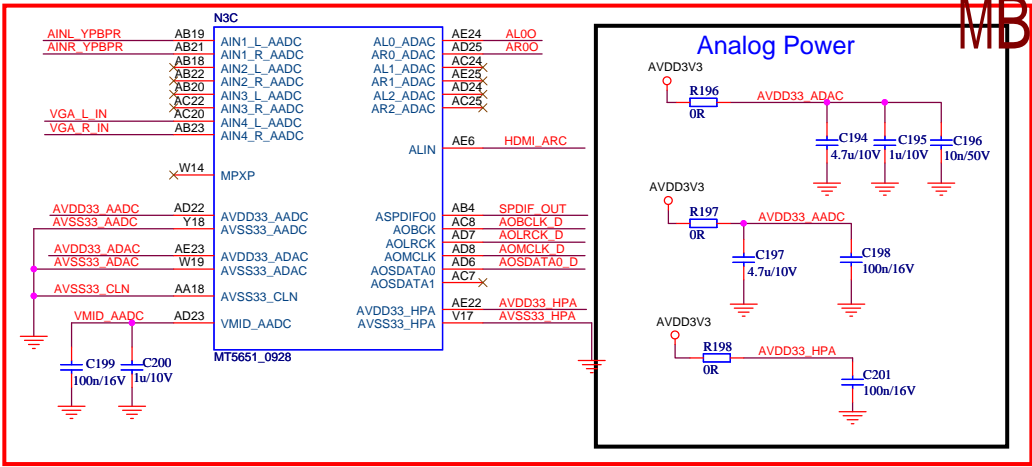 MB
N3C
AINL_YPBPR AB19 AIN1_L_AADC AL0_ADAC AE24 AL0O
AINR_YPBPR AB21 AIN1_R_AADC AR0_ADAC AD25 AR0O
AB18 AIN2_L_AADC AL1_ADAC AC24
AB22 AIN2_R_AADC AR1_ADAC AE25
AB20 AIN3_L_AADC AL2_ADAC AD24
AC22 AIN3_R_AADC AR2_ADAC AC25
VGA_L_IN AC20 AIN4_L_AADC
VGA_R_IN AB23 AIN4_R_AADC
ALIN AE6 HDMI_ARC
W14 MPXP
AVDD33_AADC AD22 AVDD33_AADC ASPDIFO0 AB4 SPDIF_OUT
AVSS33_AADC Y18 AVSS33_AADC AOBCK AC8 AOBCLK_D
AOLRCK AD7 AOLRCK_D
AVDD33_ADAC AE23 AVDD33_ADAC AOMCLK AD8 AOMCLK_D
AVSS33_ADAC W19 AVSS33_ADAC AOSDATA0 AD6 AOSDATA0_D
AOSDATA1 AC7
AVSS33_CLN AA18 AVSS33_CLN
AVDD33_HPA AE22 AVDD33_HPA
VMID_AADC AD23 VMID_AADC AVSS33_HPA V17 AVSS33_HPA
MT5651_0928
C199 100n/16V
C200 1u/10V
Analog Power
AVDD3V3
R196 AVDD33_ADAC
0R
C194 C195 C196
4.7u/10V 1u/10V 10n/50V
AVDD3V3
R197 AVDD33_AADC
0R
C197 C198
4.7u/10V 100n/16V
AVDD3V3
R198 AVDD33_HPA
0R
C201
100n/16V